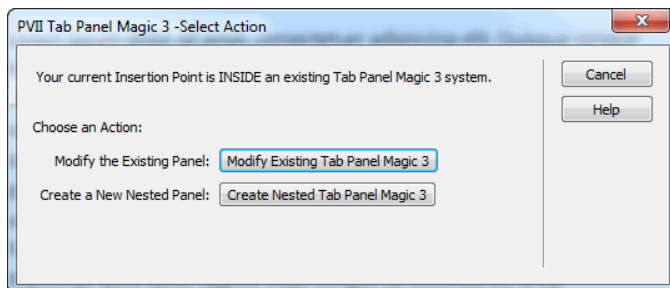 PVII Tab Panel Magic 3 -Select Action
Your current Insertion Point is INSIDE an existing Tab Panel Magic 3 system.
Cancel
Help
Choose an Action:
Modify the Existing Panel: Modify Existing Tab Panel Magic 3
Create a New Nested Panel: Create Nested Tab Panel Magic 3